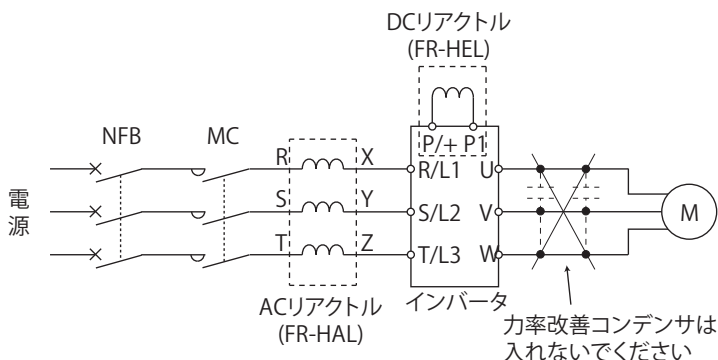 DCリアクトル
(FR-HEL)
NFB
MC
P/+ P1
R
X
R/L1
U
電
源
S
Y
S/L2
V
M
T
Z
T/L3
W
ACリアクトル
(FR-HAL)
インバータ
力率改善コンデンサは
入れないでください